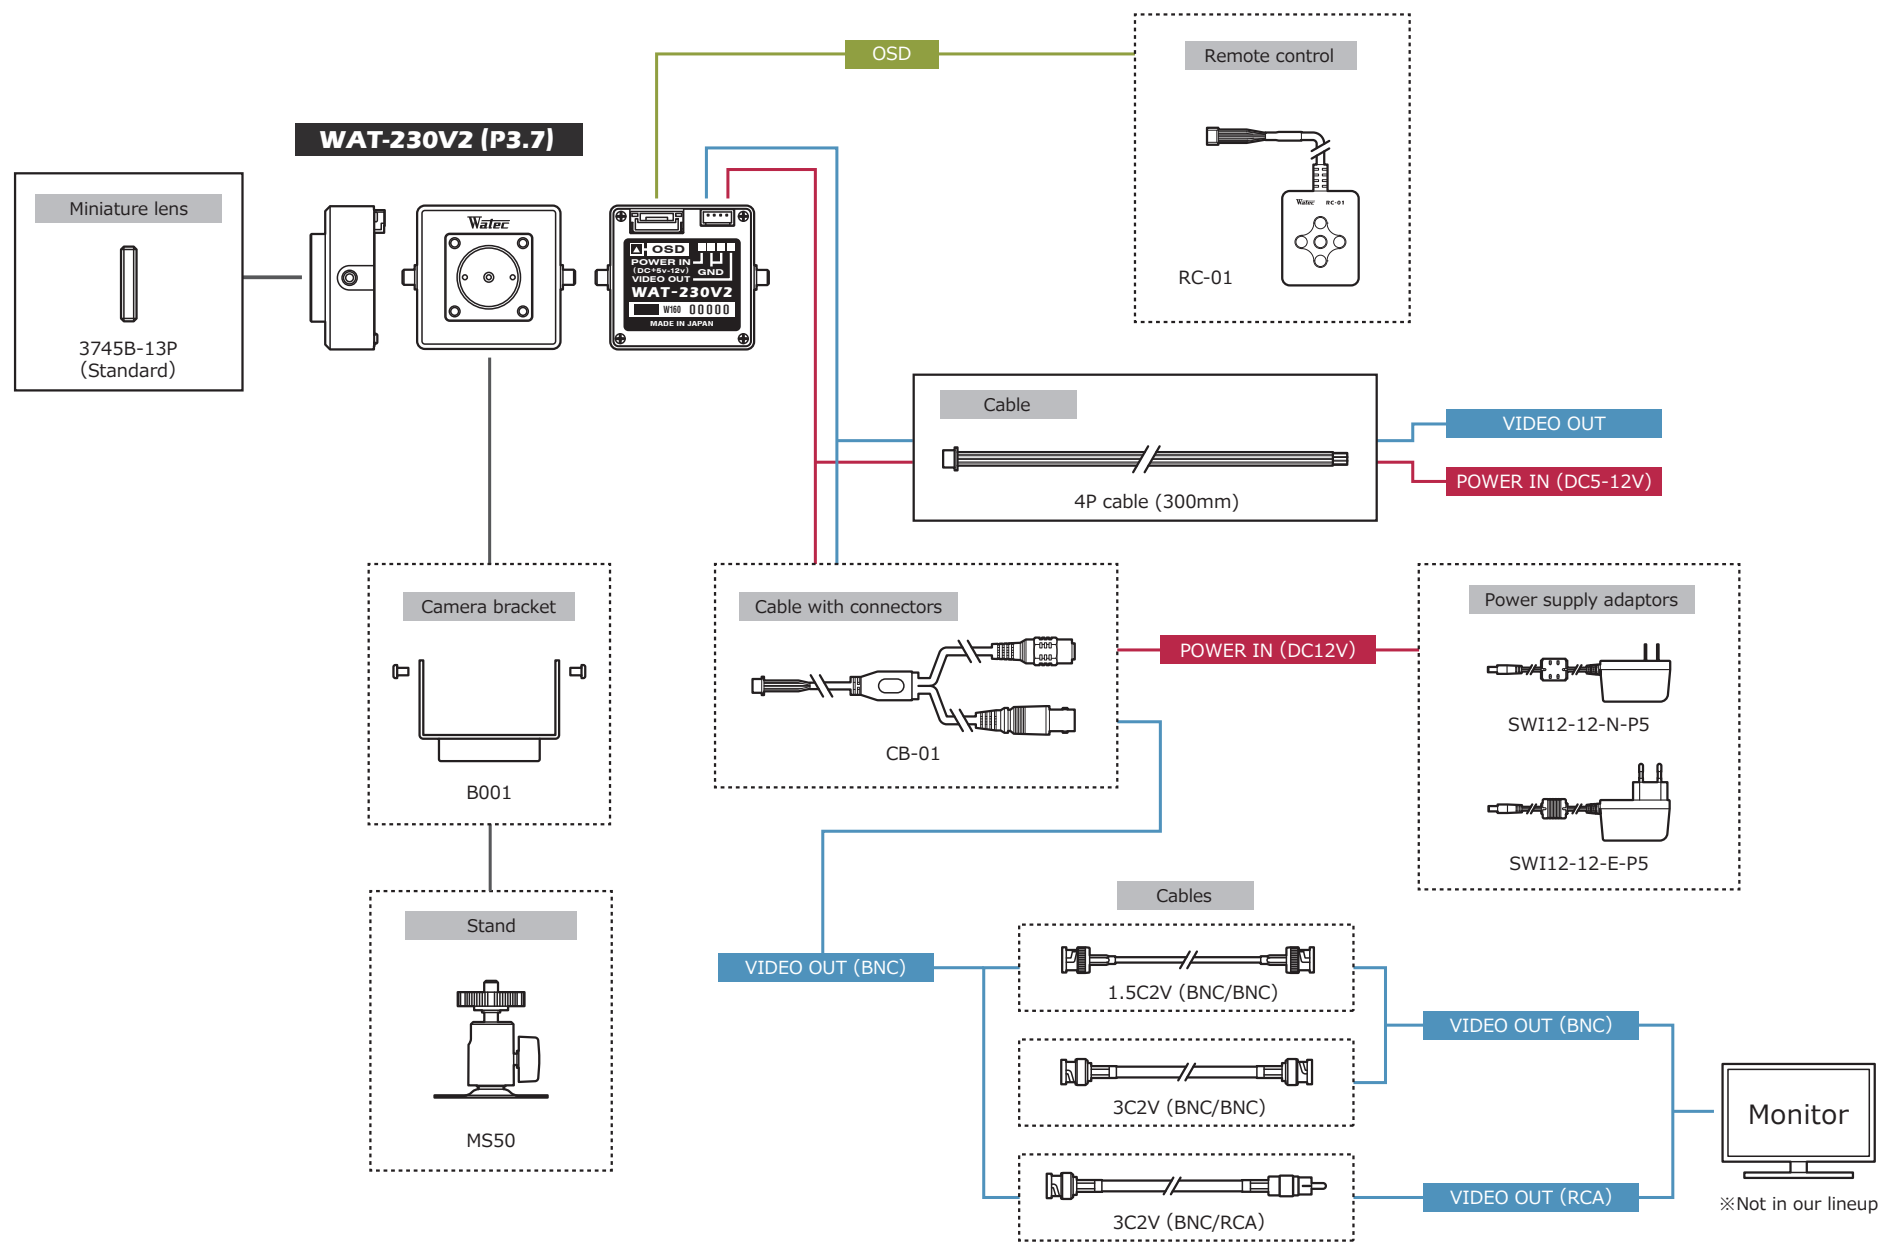 OSD
Remote control
Watec RC-01
RC-01
WAT-230V2 (P3.7)
Miniature lens
3745B-13P
(Standard)
Watec
OSD
POWER IN
(DC+5v-12v)
GND
VIDEO OUT
WAT-230V2
W160 00000
MADE IN JAPAN
Cable
4P cable (300mm)
VIDEO OUT
POWER IN (DC5-12V)
Camera bracket
B001
Cable with connectors
CB-01
POWER IN (DC12V)
Power supply adaptors
SWI12-12-N-P5
SWI12-12-E-P5
Stand
MS50
Cables
VIDEO OUT (BNC)
1.5C2V (BNC/BNC)
3C2V (BNC/BNC)
3C2V (BNC/RCA)
VIDEO OUT (BNC)
VIDEO OUT (RCA)
Monitor
※Not in our lineup